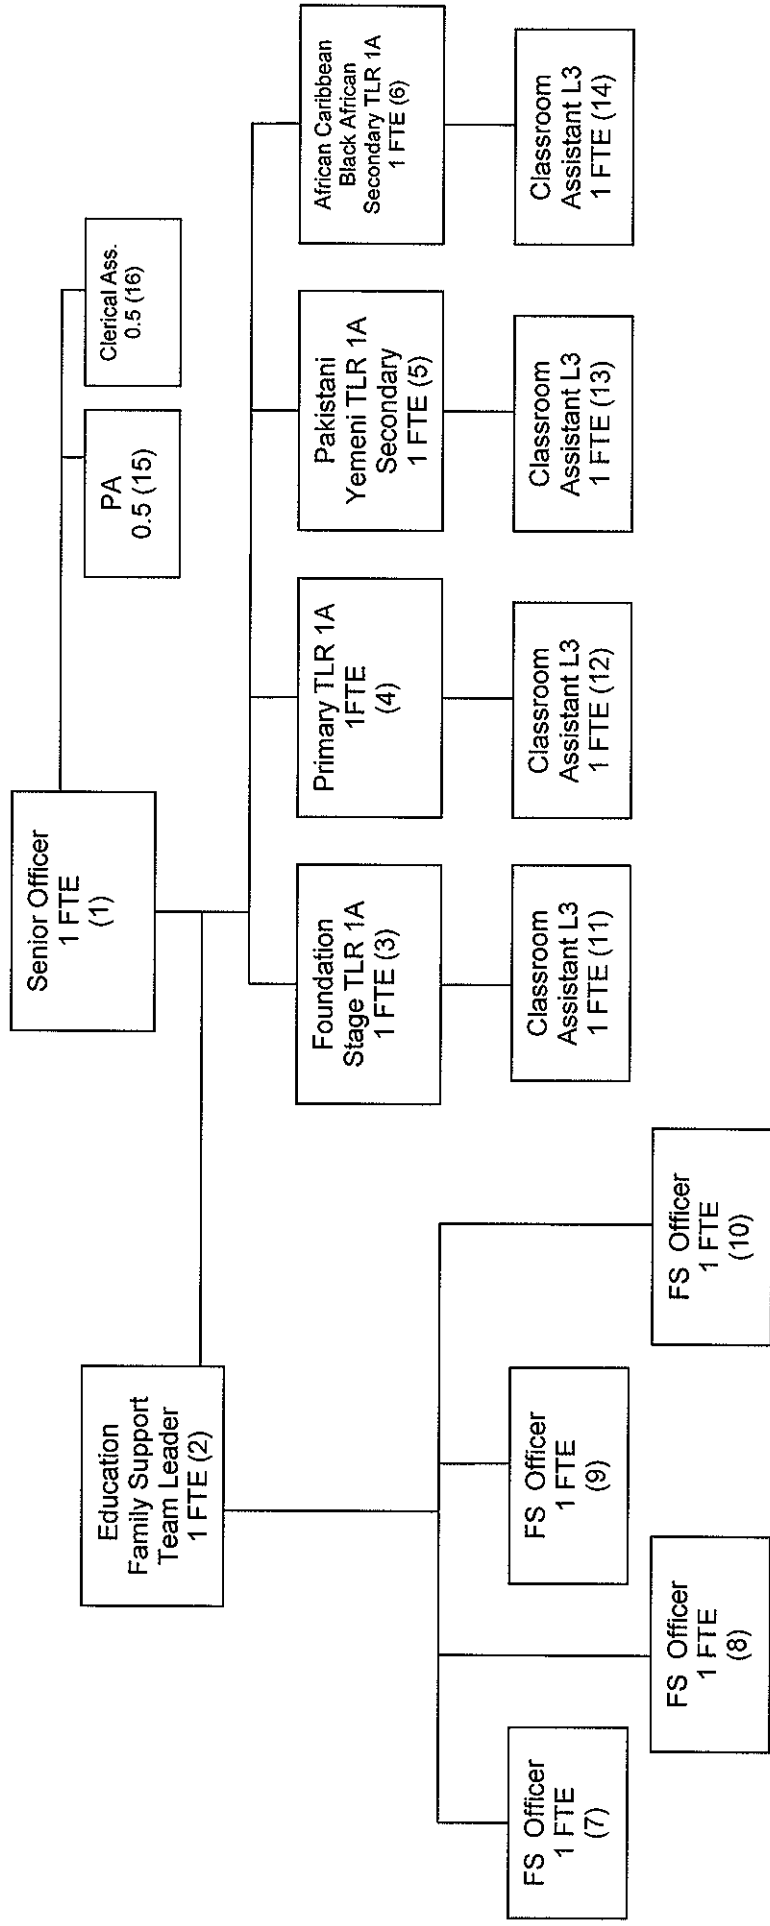 Senior Officer
1 FTE
(1)
PA
0.5 (15)
Clerical Ass.
0.5 (16)
Education
Family Support
Team Leader
1 FTE (2)
Foundation
Stage TLR 1A
1 FTE (3)
Primary TLR 1A
1FTE
(4)
Pakistani
Yemeni TLR 1A
Secondary
1 FTE (5)
African Caribbean
Black African
Secondary TLR 1A
1 FTE (6)
FS Officer
1 FTE
(7)
FS Officer
1 FTE
(8)
FS Officer
1 FTE
(9)
FS Officer
1 FTE
(10)
Classroom
Assistant L3
1 FTE (11)
Classroom
Assistant L3
1 FTE (12)
Classroom
Assistant L3
1 FTE (13)
Classroom
Assistant L3
1 FTE (14)